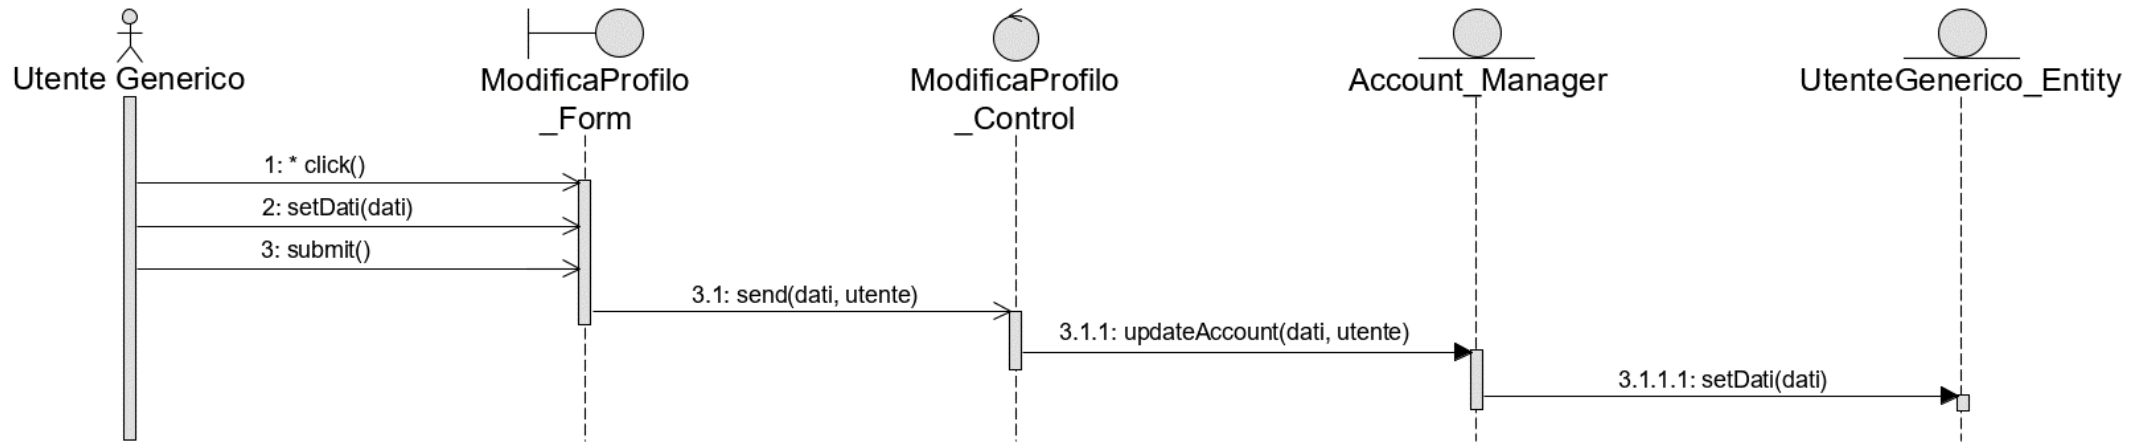 Utente Generico
ModificaProfilo
_Form
ModificaProfilo
_Control
Account_Manager
UtenteGenerico_Entity
1: * click()
2: setDati(dati)
3: submit()
3.1: send(dati, utente)
3.1.1: updateAccount(dati, utente)
3.1.1.1: setDati(dati)